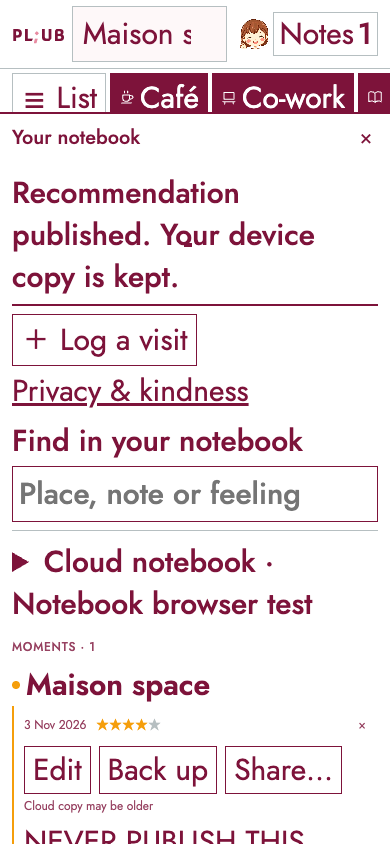 PL;UB Maison s Notes 1
List Café Co-work
Your notebook ×
Recommendation
published. Your device
copy is kept.
+ Log a visit
Privacy & kindness
Find in your notebook
Place, note or feeling
Cloud notebook ·
Notebook browser test
MOMENTS · 1
Maison space
3 Nov 2026 ★★★★★ ×
Edit Back up Share...
Cloud copy may be older
NEVER PUBLISH THIS